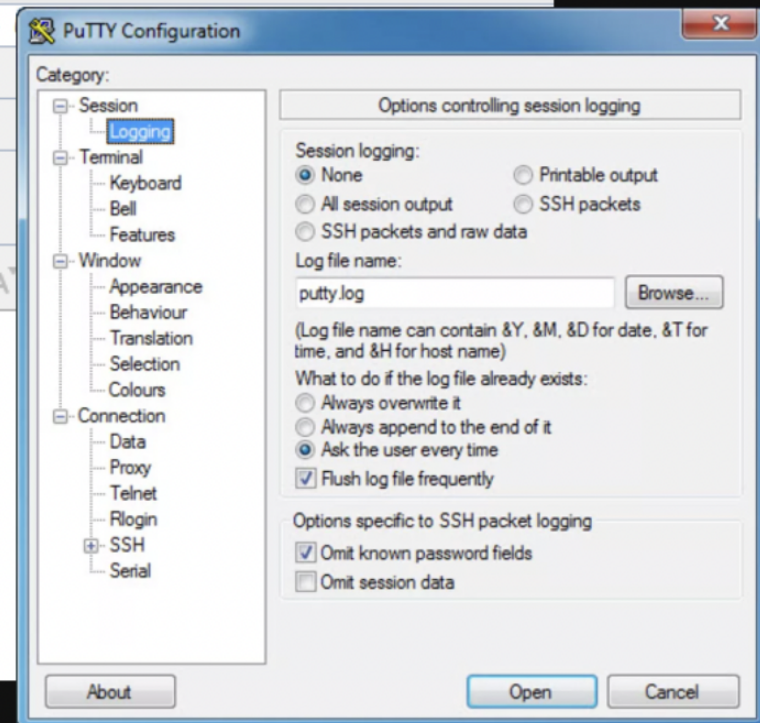 PuTTY Configuration
Category:
Session
Logging
Terminal
Keyboard
Bell
Features
Window
Appearance
Behaviour
Translation
Selection
Colours
Connection
Data
Proxy
Telnet
Rlogin
SSH
Serial
Options controlling session logging
Session logging:
None
Printable output
All session output
SSH packets
SSH packets and raw data
Log file name:
putty.log
Browse...
(Log file name can contain &Y, &M, &D for date, &T for
time, and &H for host name)
What to do if the log file already exists:
Always overwrite it
Always append to the end of it
Ask the user every time
Flush log file frequently
Options specific to SSH packet logging
Omit known password fields
Omit session data
About
Open
Cancel